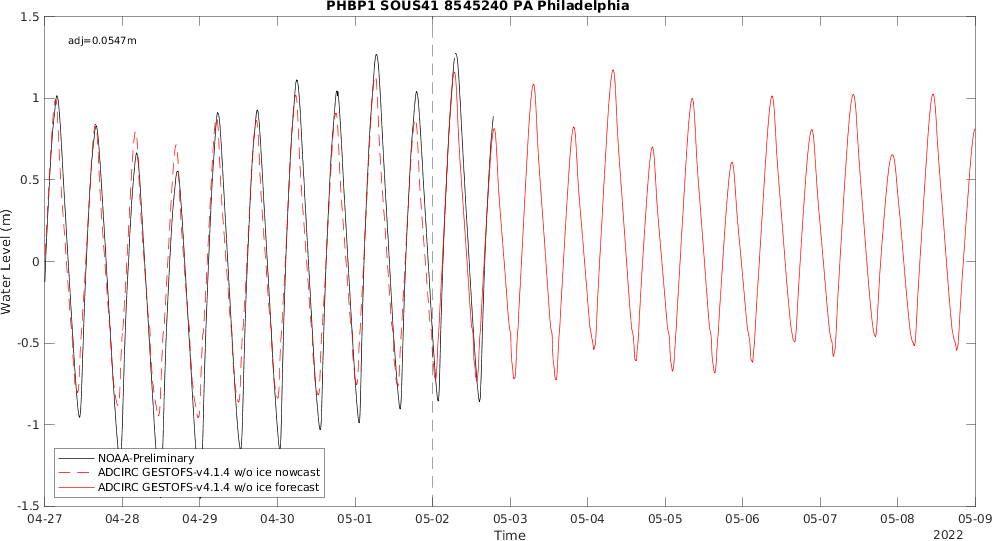 PHBP1 SOUS41 8545240 PA Philadelphia
adj=0.0547m
1.5
1
0.5
0
-0.5
-1
-1.5
Water Level (m)
NOAA-Preliminary
ADCIRC GESTOFS-v4.1.4 w/o ice nowcast
ADCIRC GESTOFS-v4.1.4 w/o ice forecast
04-27 04-28 04-29 04-30 05-01 05-02 05-03 05-04 05-05 05-06 05-07 05-08 05-09
Time
2022